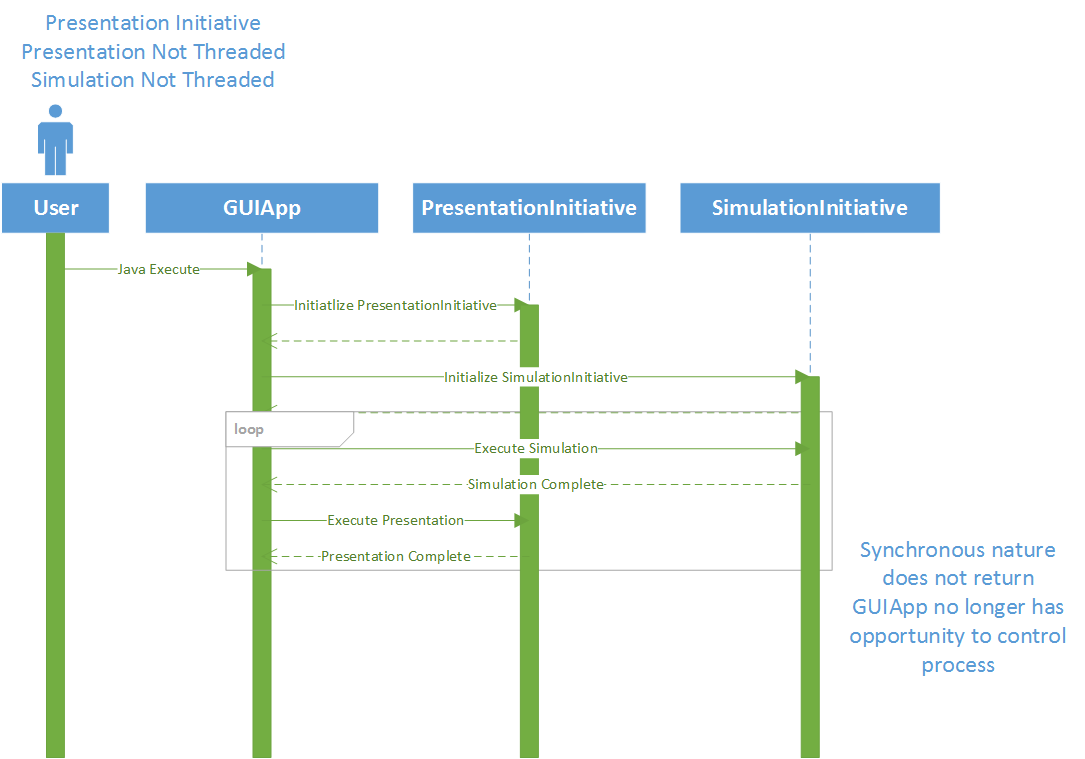 Presentation Initiative
Presentation Not Threaded
Simulation Not Threaded
User
GUIApp
PresentationInitiative
SimulationInitiative
Java Execute
Initiatlize PresentationInitiative
Initialize SimulationInitiative
loop
Execute Simulation
Simulation Complete
Execute Presentation
Presentation Complete
Synchronous nature
does not return
GUIApp no longer has
opportunity to control
process